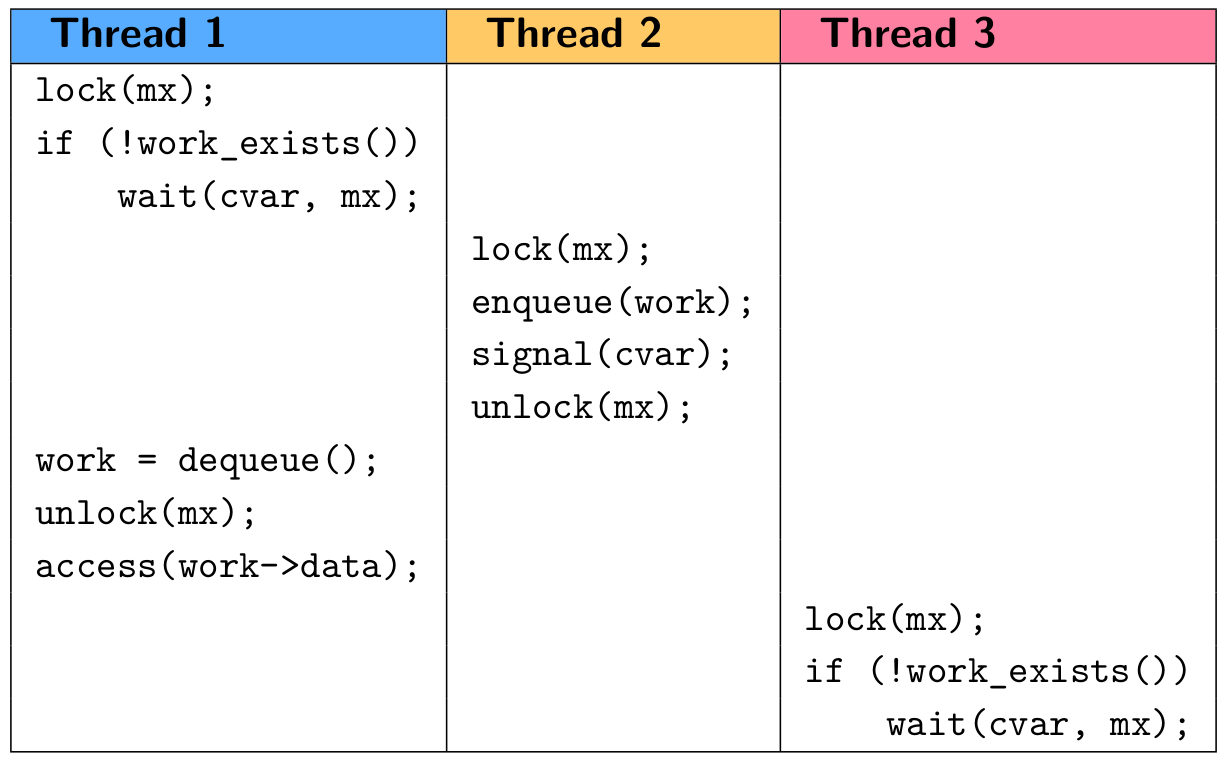 Thread 1 Thread 2 Thread 3
lock(mx);
if (!work_exists())
wait(cvar, mx);
lock(mx);
enqueue(work);
signal(cvar);
unlock(mx);
work = dequeue();
unlock(mx);
access(work->data);
lock(mx);
if (!work_exists())
wait(cvar, mx);